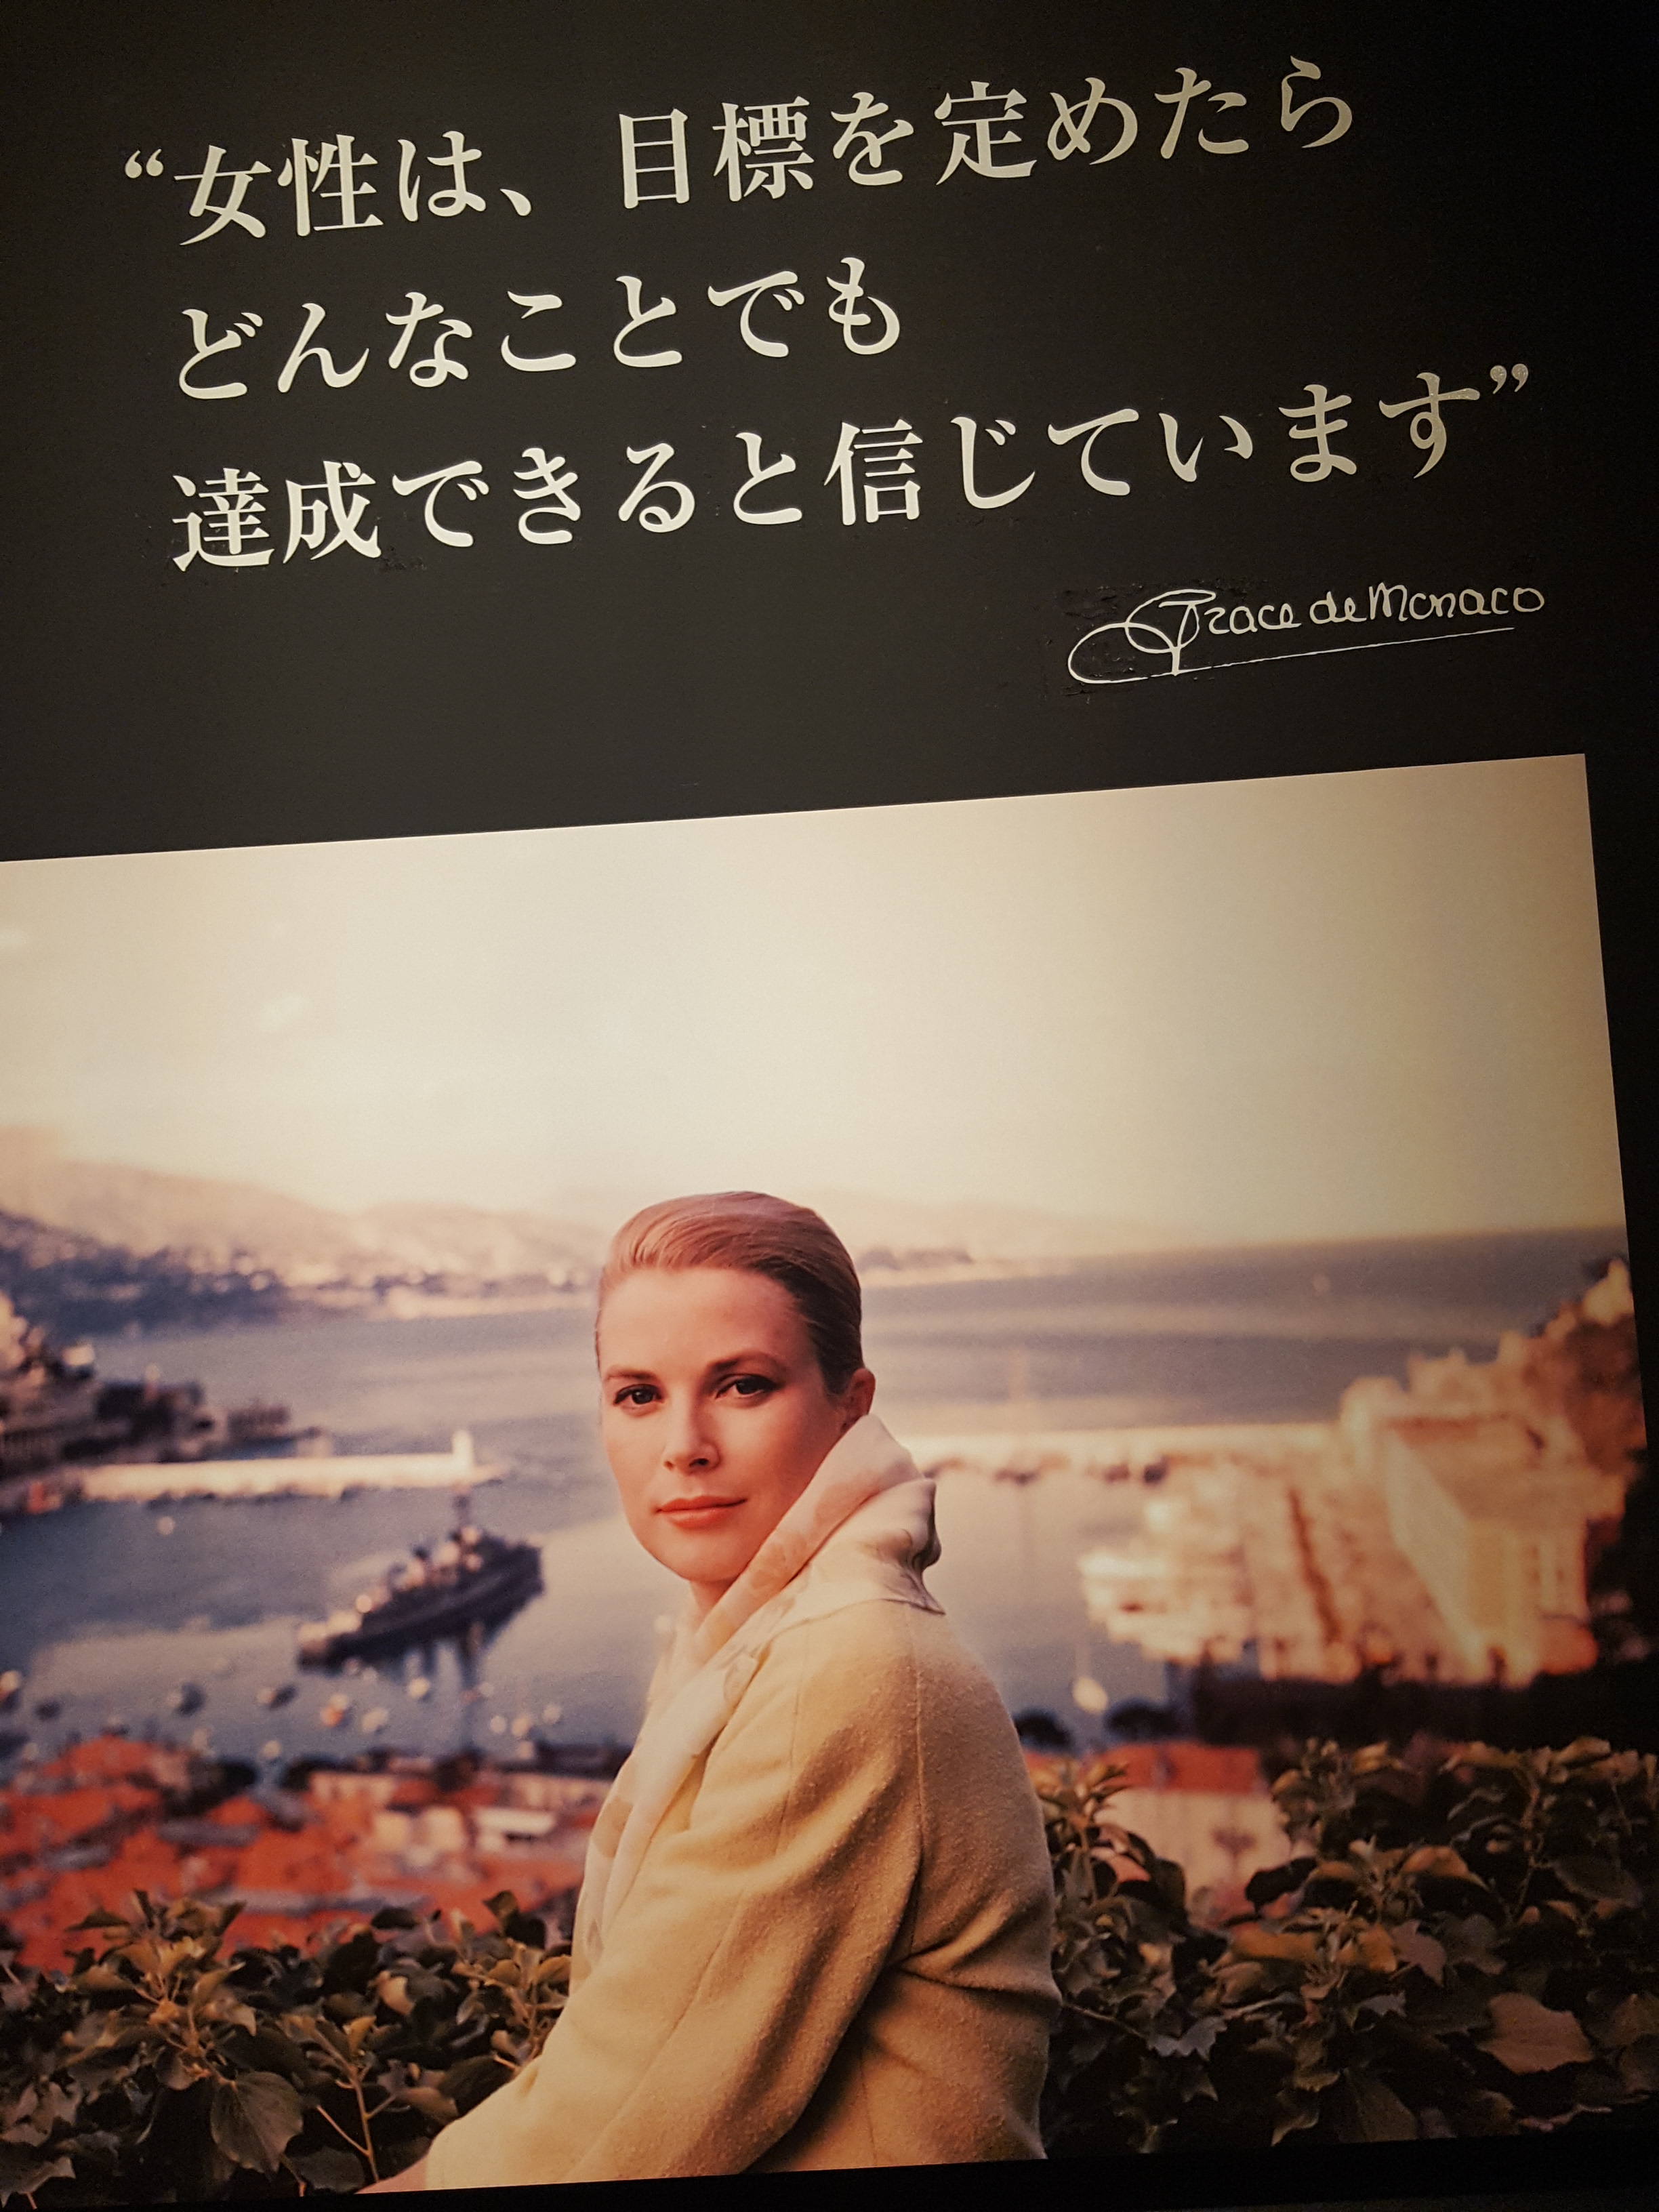 “女性は、目標を定めたら
どんなことでも
達成できると信じています”
Grace de Monaco